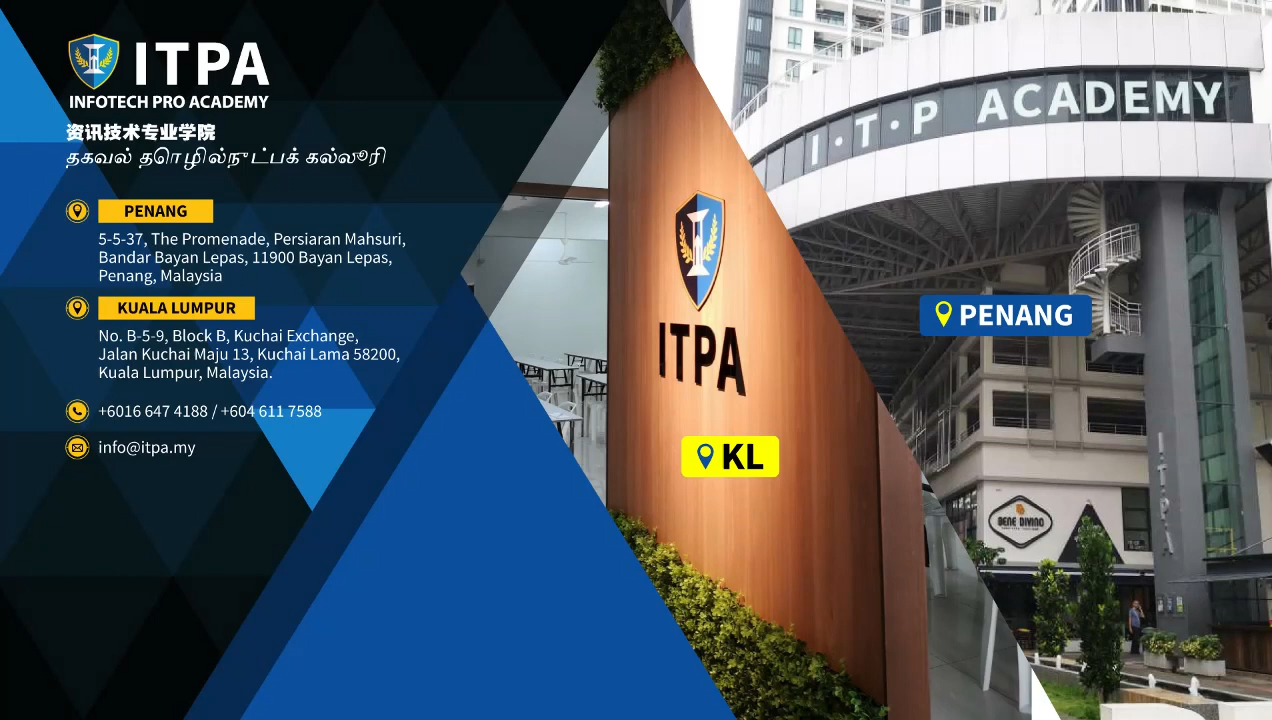 ITPA
INFOTECH PRO ACADEMY
资讯技术专业学院
தகவல் தொழில்நுட்பக் கல்லூரி
PENANG
5-5-37, The Promenade, Persiaran Mahsuri,
Bandar Bayan Lepas, 11900 Bayan Lepas,
Penang, Malaysia
KUALA LUMPUR
No. B-5-9, Block B, Kuchai Exchange,
Jalan Kuchai Maju 13, Kuchai Lama 58200,
Kuala Lumpur, Malaysia.
+6016 647 4188 / +604 611 7588
info@itpa.my
ITPA
KL
I·T·P ACADEMY
PENANG
BENE DIVINO
I·T·P·A